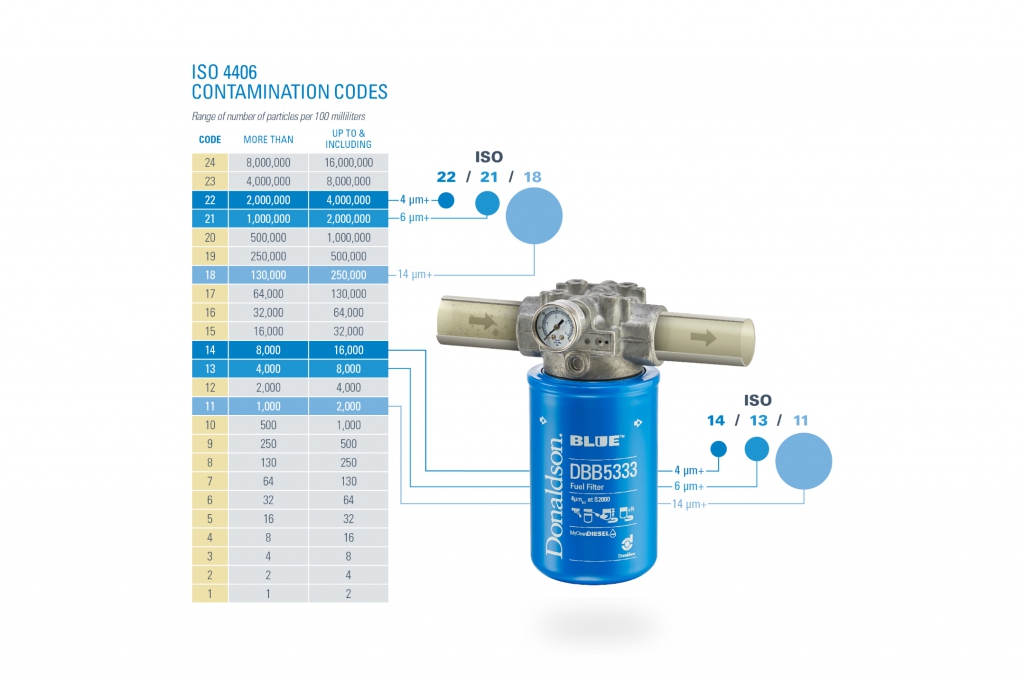 ISO 4406
CONTAMINATION CODES
Range of number of particles per 100 milliliters
CODE MORE THAN UP TO & INCLUDING
24 8,000,000 16,000,000
23 4,000,000 8,000,000
22 2,000,000 4,000,000
21 1,000,000 2,000,000
20 500,000 1,000,000
19 250,000 500,000
18 130,000 250,000
17 64,000 130,000
16 32,000 64,000
15 16,000 32,000
14 8,000 16,000
13 4,000 8,000
12 2,000 4,000
11 1,000 2,000
10 500 1,000
9 250 500
8 130 250
7 64 130
6 32 64
5 16 32
4 8 16
3 4 8
2 2 4
1 1 2
ISO
22 / 21 / 18
4 µm+
6 µm+
14 µm+
Donaldson.
BLUE™
DBB5333
Fuel Filter
4µm at ß2000
MyCleanDIESEL
Donaldson
ISO
14 / 13 / 11
4 µm+
6 µm+
14 µm+